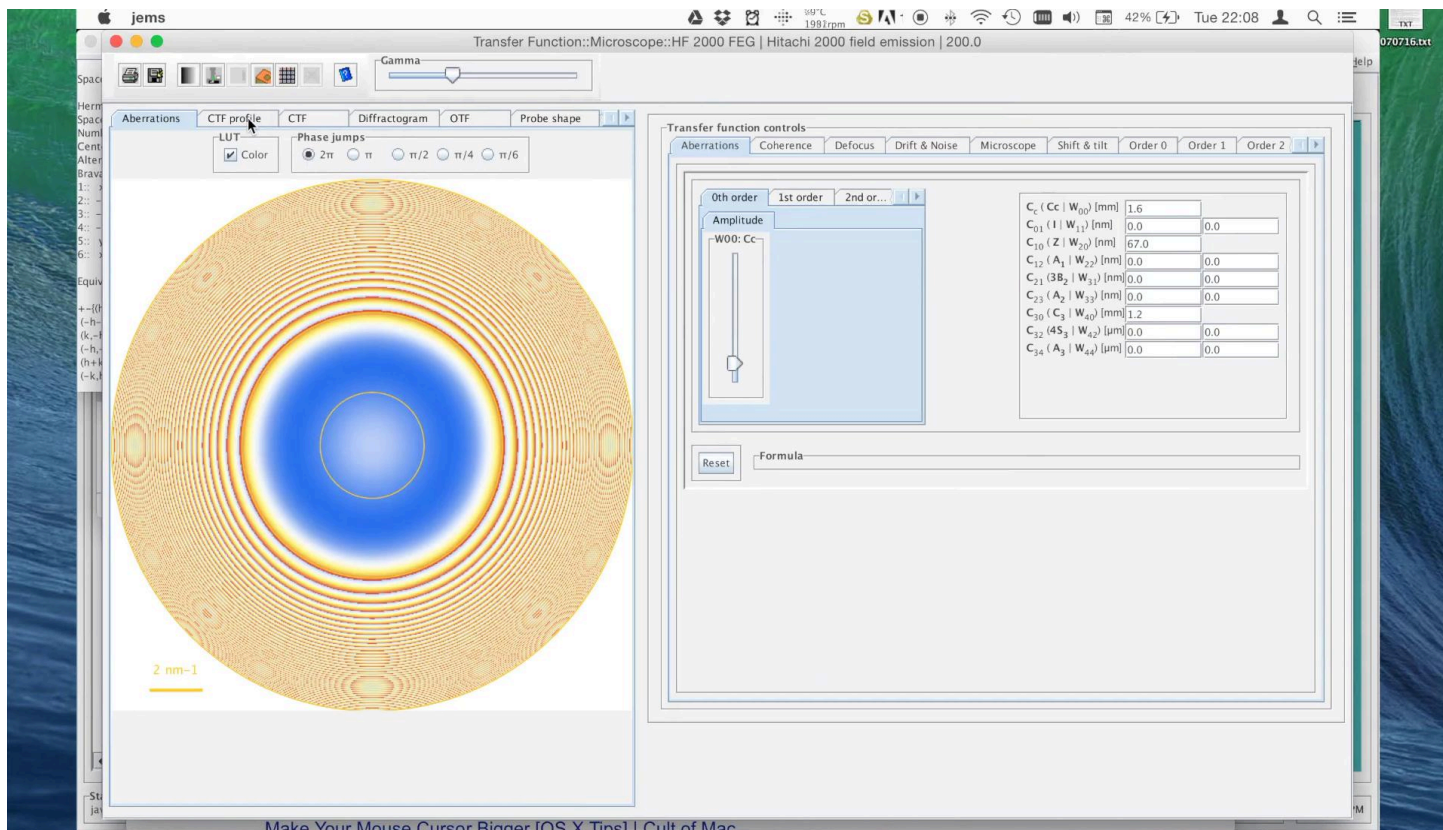 jems
89°C
1981rpm
42%
Tue 22:08
TXT
070716.txt
Transfer Function::Microscope::HF 2000 FEG | Hitachi 2000 field emission | 200.0
Help
Gamma
Aberrations CTF profile CTF Diffractogram OTF Probe shape
LUT
Color
Phase jumps
2π π π/2 π/4 π/6
2 nm-1
Transfer function controls
Aberrations Coherence Defocus Drift & Noise Microscope Shift & tilt Order 0 Order 1 Order 2
0th order 1st order 2nd or...
Amplitude
W00: Cc
Cc ( Cc | W00) [mm] 1.6
C01 ( I | W11) [nm] 0.0 0.0
C10 ( Z | W20) [nm] 67.0
C12 ( A1 | W22) [nm] 0.0 0.0
C21 (3B2 | W31) [nm] 0.0 0.0
C23 ( A2 | W33) [nm] 0.0 0.0
C30 ( C3 | W40) [mm] 1.2
C32 (4S3 | W42) [μm] 0.0 0.0
C34 ( A3 | W44) [μm] 0.0 0.0
Reset
Formula
Make Your Mouse Cursor Bigger [OS X Tips] | Cult of Mac